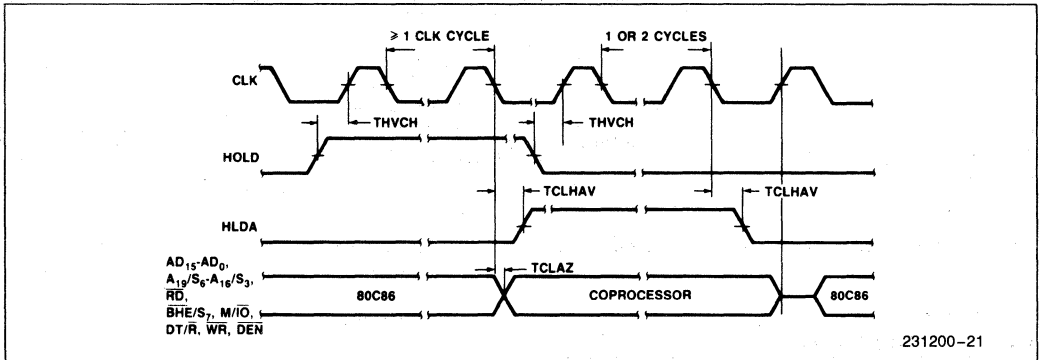 ≥ 1 CLK CYCLE
1 OR 2 CYCLES
CLK
THVCH
THVCH
HOLD
TCLHAV
TCLHAV
HLDA
TCLAZ
AD15-AD0,
A19/S6-A16/S3,
RD,
BHE/S7, M/IO,
DT/R, WR, DEN
80C86
COPROCESSOR
80C86
231200-21